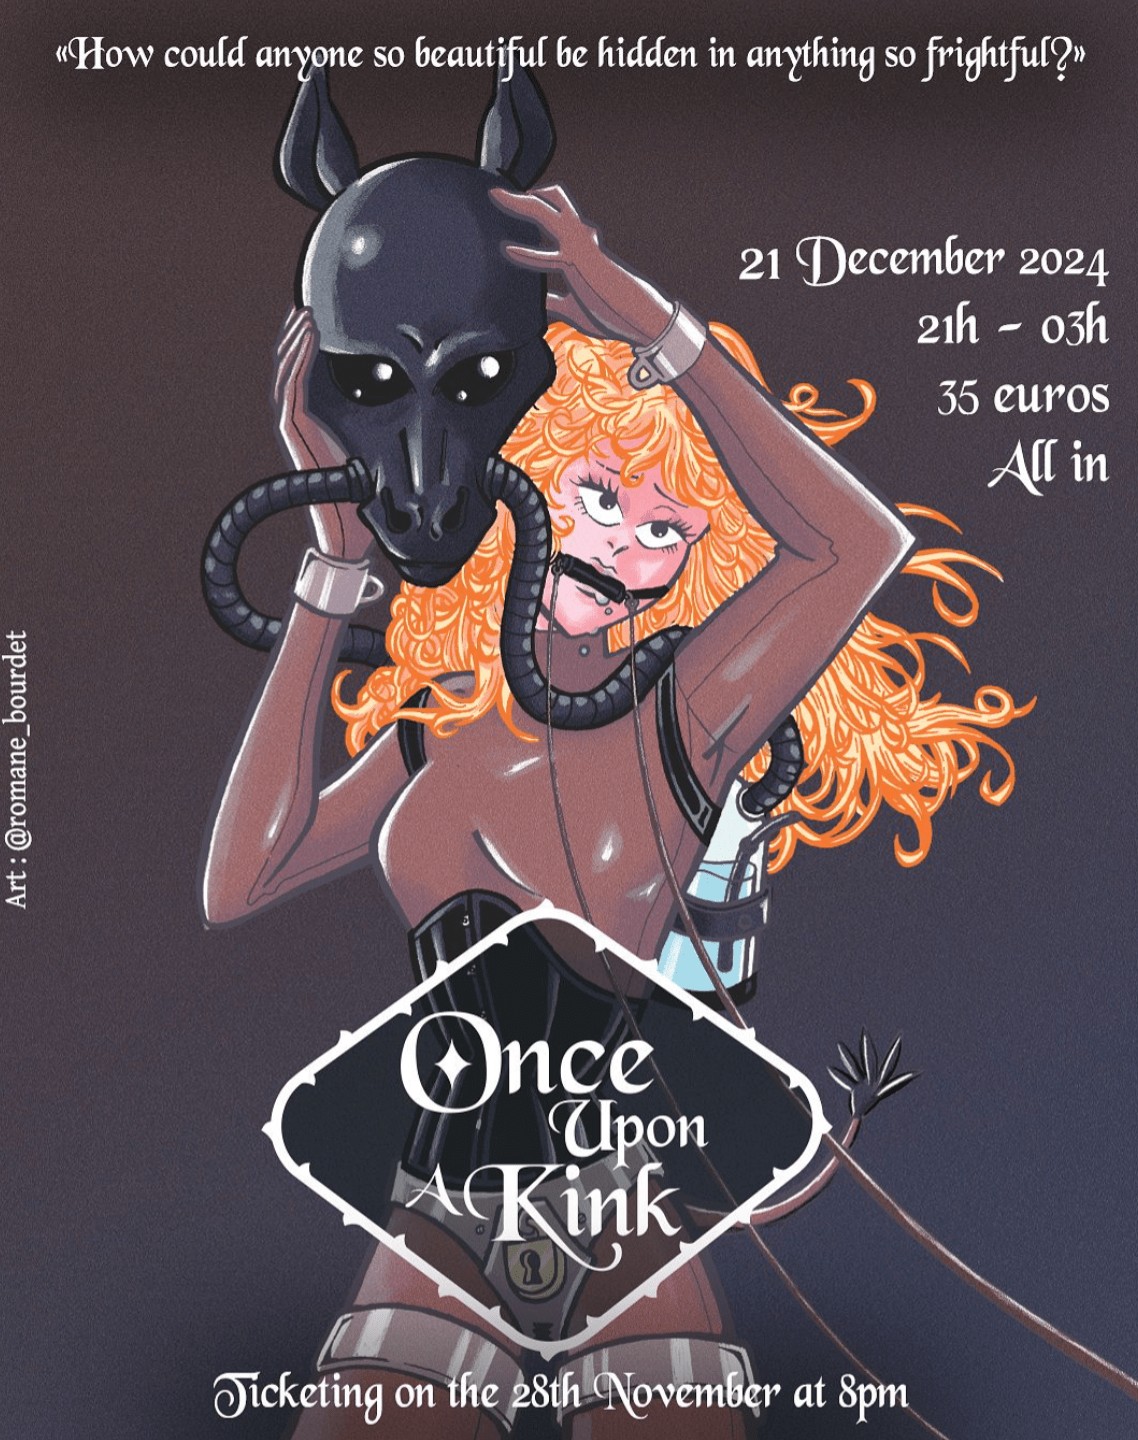 «How could anyone so beautiful be hidden in anything so frightful?»
21 December 2024
21h - 03h
35 euros
All in
Art : @romane_bourdet
Once
Upon
A Kink
Ticketing on the 28th November at 8pm